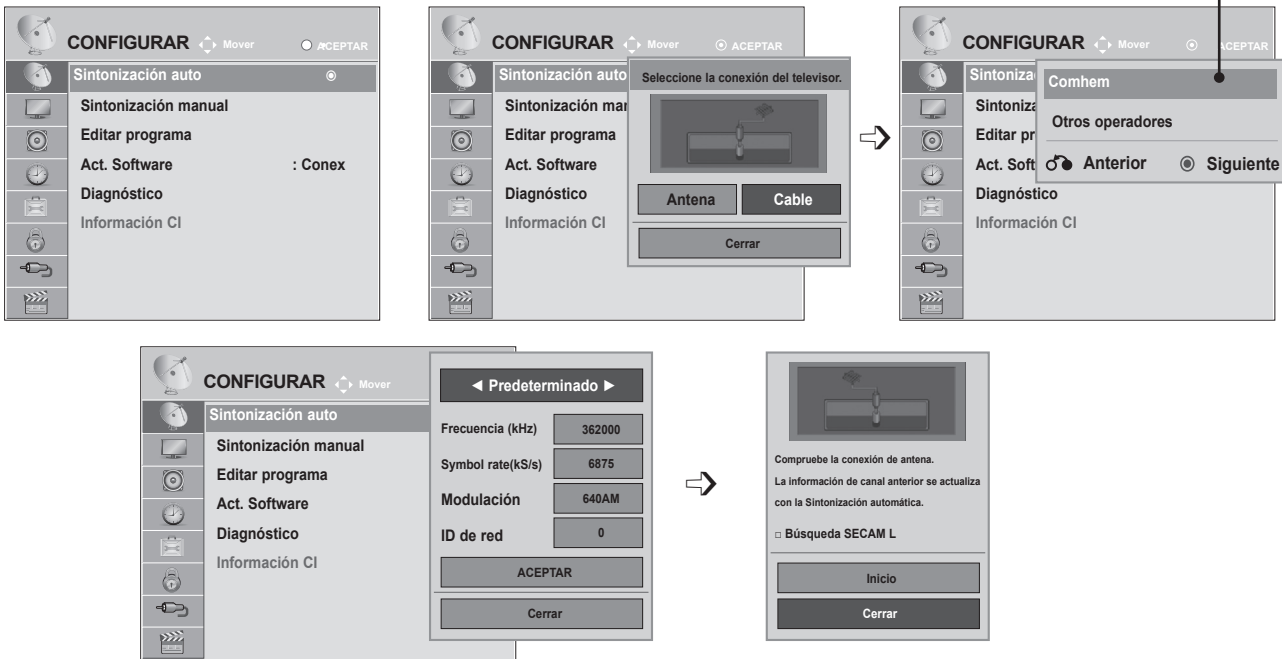 CONFIGURAR Mover ACEPTAR
Sintonización auto
Sintonización manual
Editar programa
Act. Software : Conex
Diagnóstico
Información CI
CONFIGURAR Mover ACEPTAR
Sintonización auto
Sintonización man
Editar programa
Act. Software
Diagnóstico
Información CI
Seleccione la conexión del televisor.
Antena Cable
Cerrar
CONFIGURAR Mover ACEPTAR
Sintoniza
Sintoniza
Editar pr
Act. Soft
Diagnóstico
Información CI
Comhem
Otros operadores
Anterior Siguiente
CONFIGURAR Mover
Sintonización auto
Sintonización manual
Editar programa
Act. Software
Diagnóstico
Información CI
◄ Predeterminado ►
Frecuencia (kHz) 362000
Symbol rate(kS/s) 6875
Modulación 640AM
ID de red 0
ACEPTAR
Cerrar
Compruebe la conexión de antena.
La información de canal anterior se actualiza
con la Sintonización automática.
□ Búsqueda SECAM L
Inicio
Cerrar